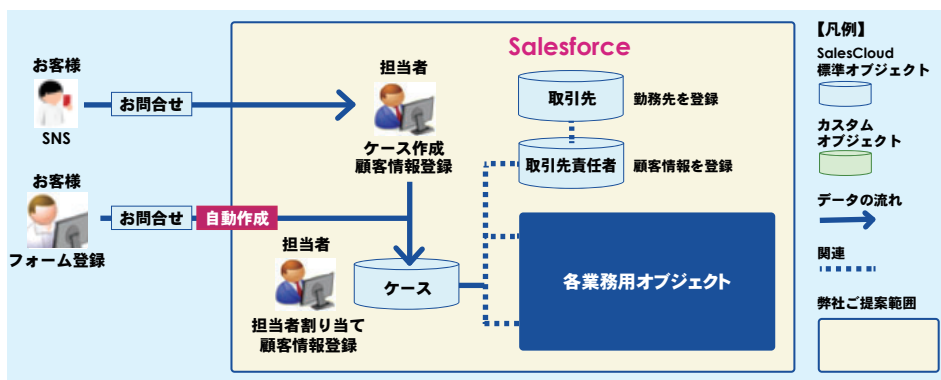 Salesforce
お客様
SNS
お問合せ
担当者
ケース作成
顧客情報登録
取引先
勤務先を登録
取引先責任者
顧客情報を登録
お客様
フォーム登録
お問合せ
自動作成
担当者
担当者割り当て
顧客情報登録
ケース
各業務用オブジェクト
【凡例】
SalesCloud
標準オブジェクト
カスタム
オブジェクト
データの流れ
関連
弊社ご提案範囲